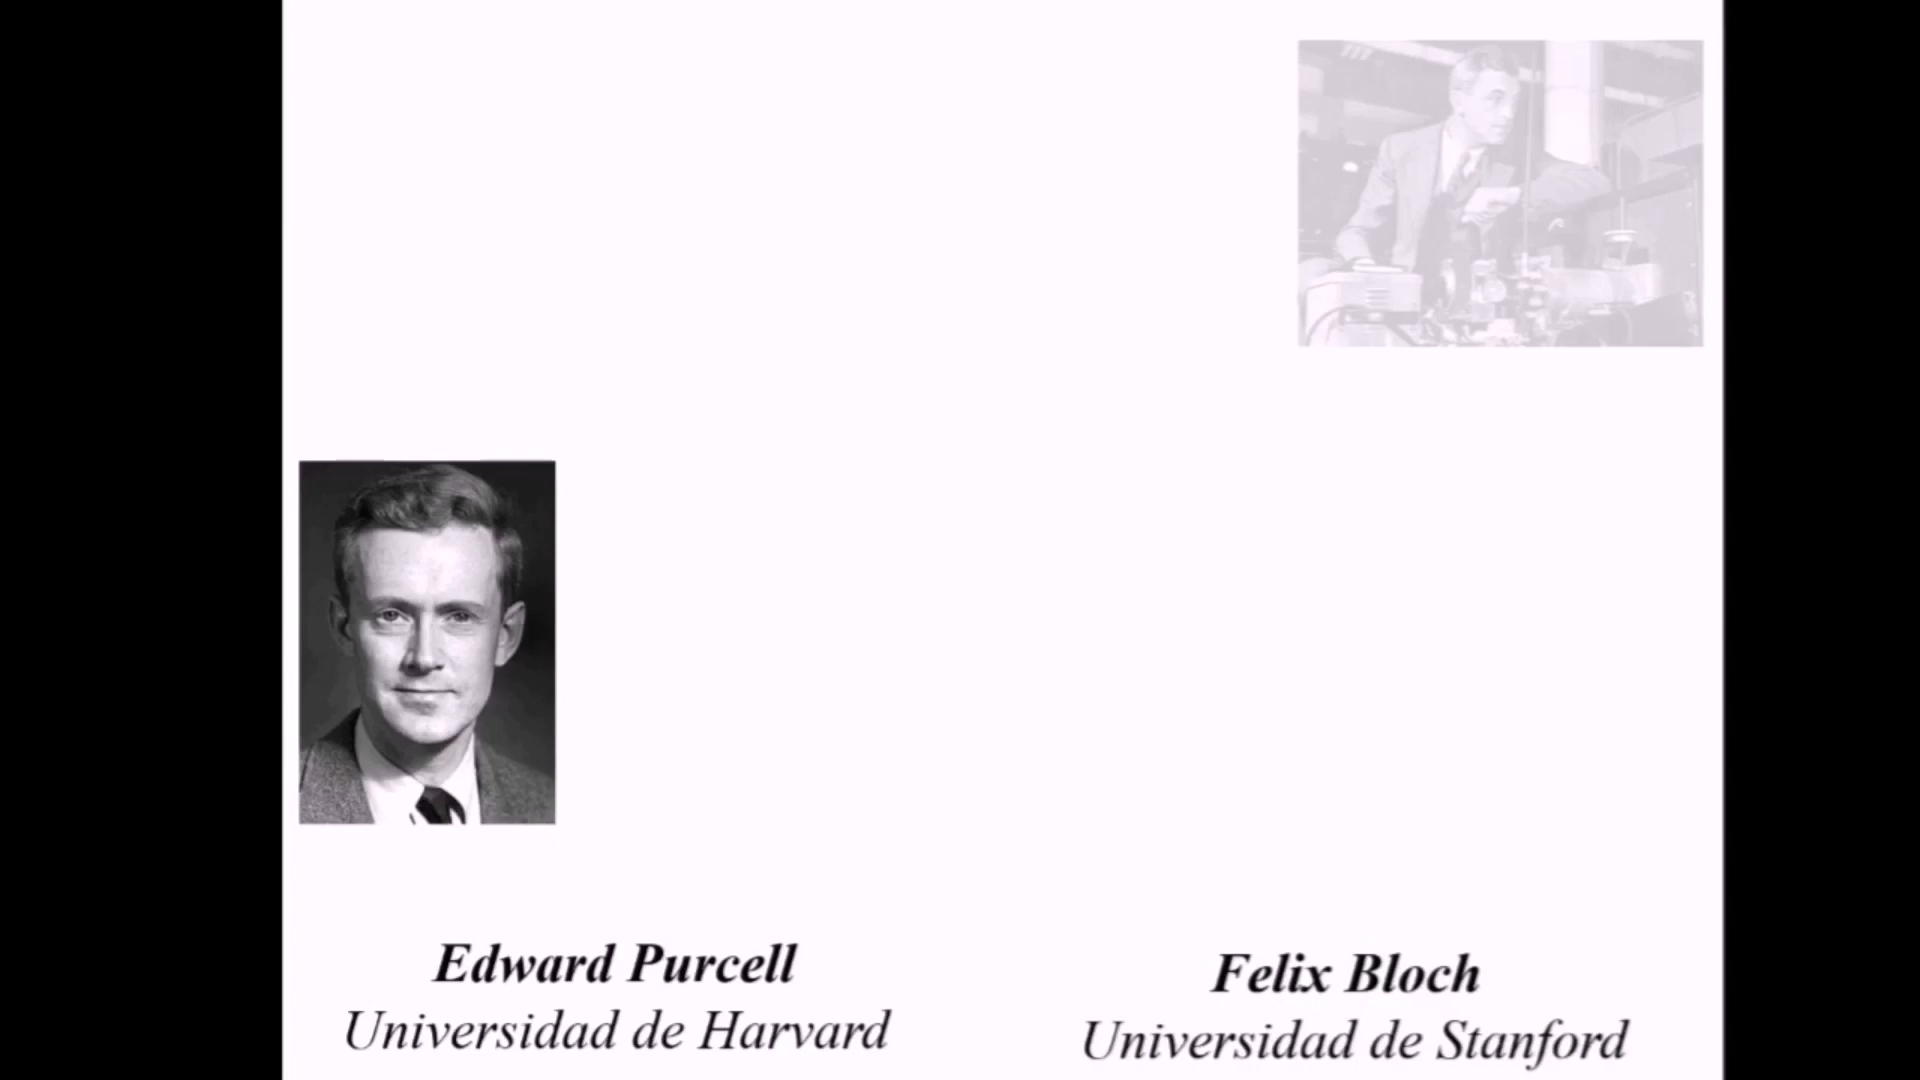 Edward Purcell
Universidad de Harvard
Felix Bloch
Universidad de Stanford